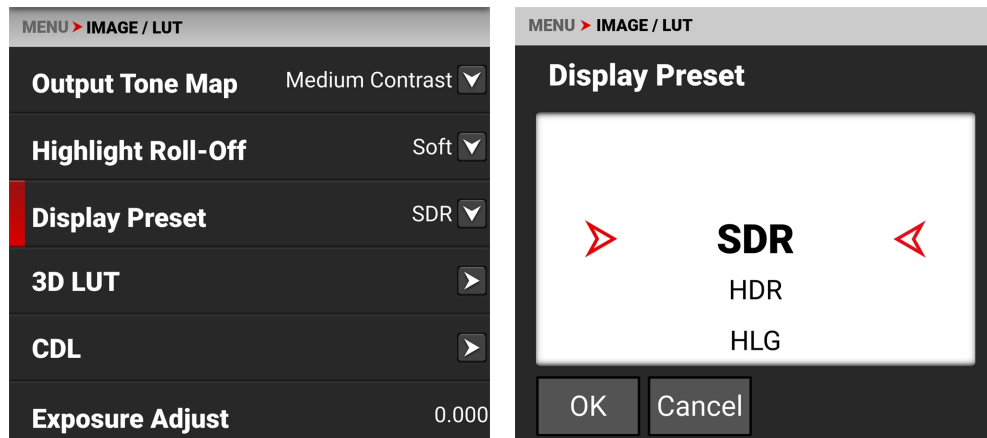 MENU IMAGE / LUT
Output Tone Map Medium Contrast
Highlight Roll-Off Soft
Display Preset SDR
3D LUT
CDL
Exposure Adjust 0.000
MENU IMAGE / LUT
Display Preset
SDR
HDR
HLG
OK Cancel